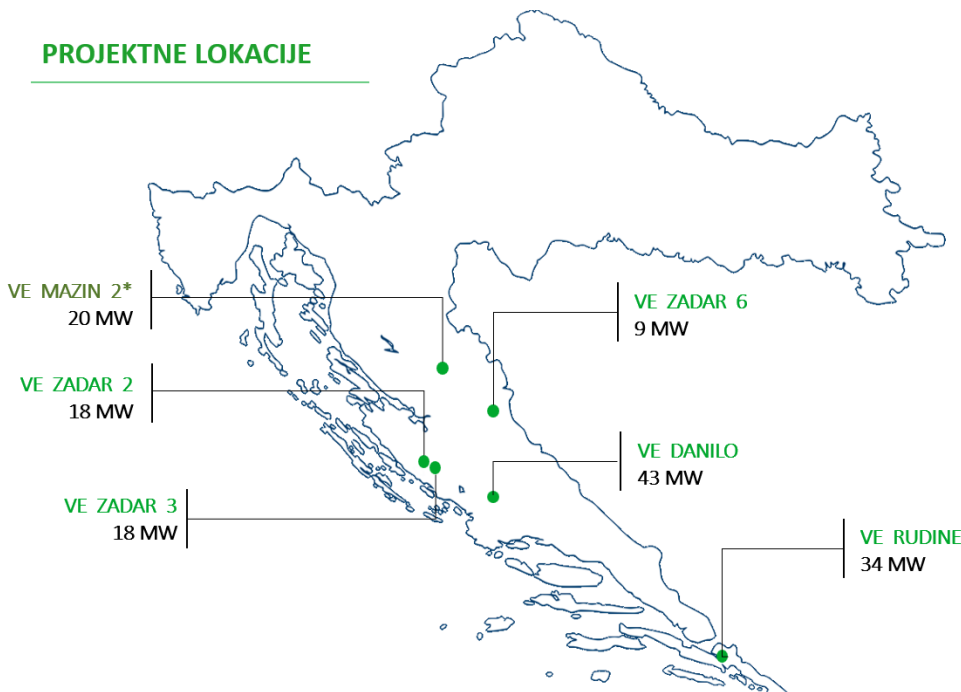 PROJEKTNE LOKACIJE
VE MAZIN 2*
20 MW
VE ZADAR 6
9 MW
VE ZADAR 2
18 MW
VE DANILO
43 MW
VE ZADAR 3
18 MW
VE RUDINE
34 MW